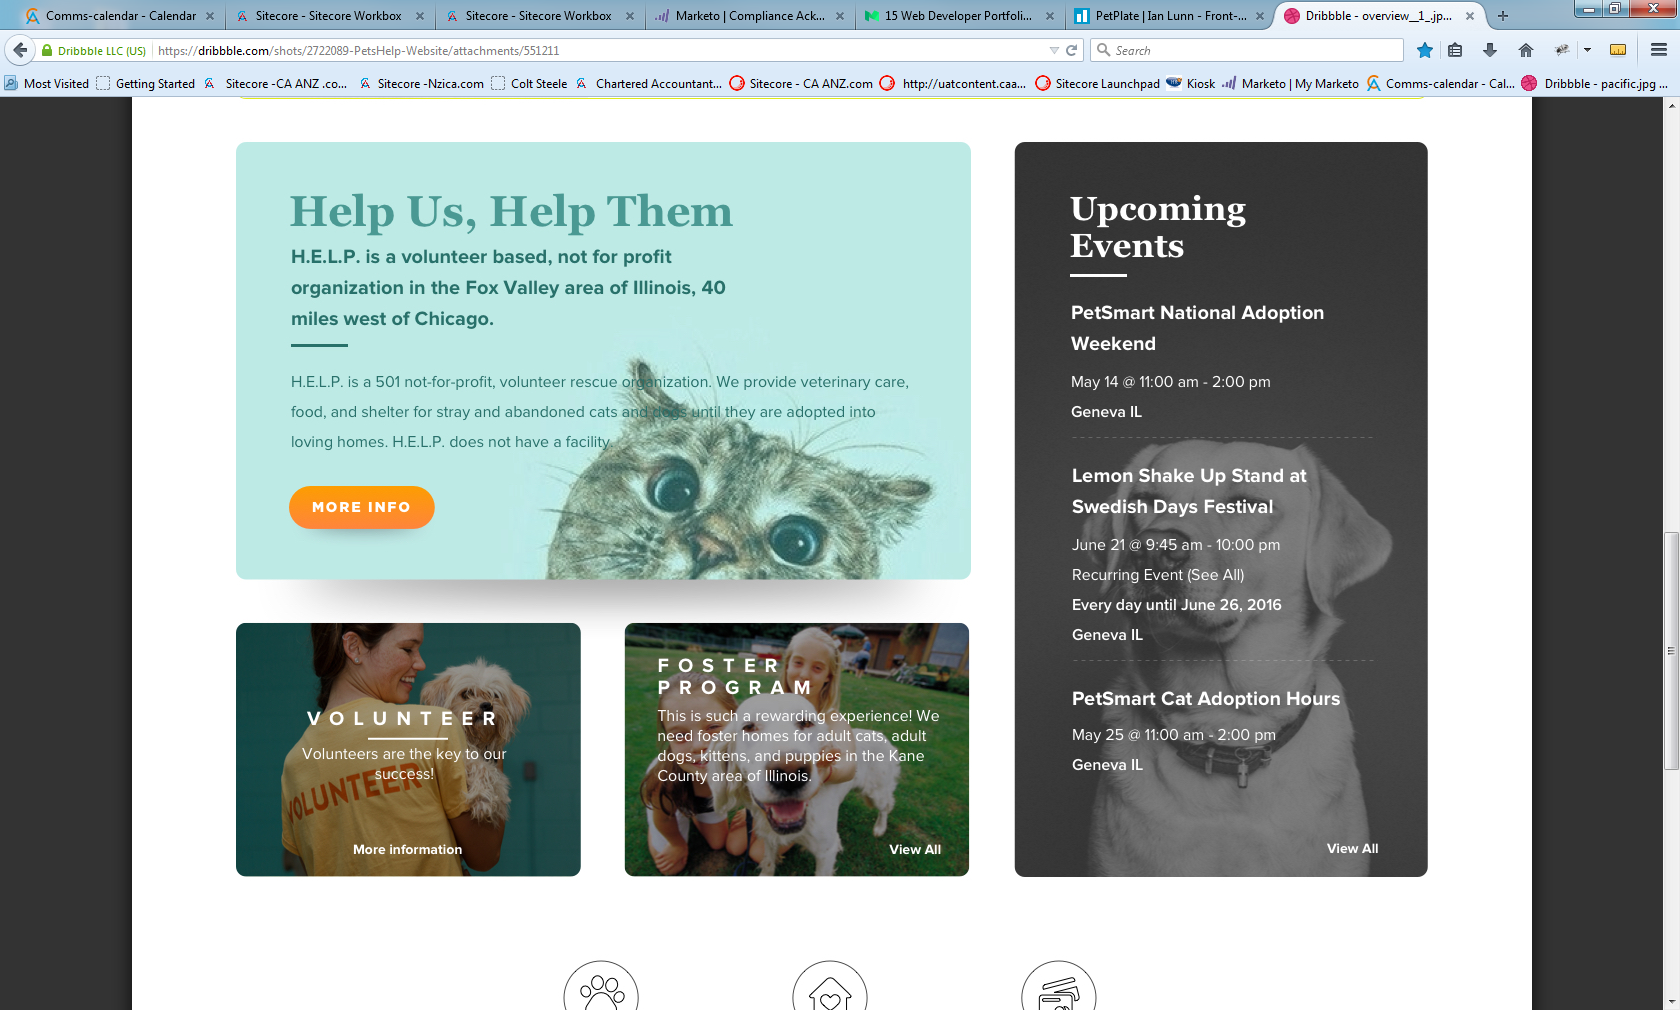 Comms-calendar - Calendar
Sitecore - Sitecore Workbox
Sitecore - Sitecore Workbox
Marketo | Compliance Ack...
15 Web Developer Portfoli...
PetPlate | Ian Lunn - Front-...
Dribbble - overview__1_.jp...
Dribbble LLC (US)
https://dribbble.com/shots/2722089-PetsHelp-Website/attachments/551211
Search
Most Visited
Getting Started
Sitecore -CA ANZ .co...
Sitecore -Nzica.com
Colt Steele
Chartered Accountant...
Sitecore - CA ANZ.com
http://uatcontent.caa...
Sitecore Launchpad
Kiosk
Marketo | My Marketo
Comms-calendar - Cal...
Dribbble - pacific.jpg ...
Help Us, Help Them
H.E.L.P. is a volunteer based, not for profit
organization in the Fox Valley area of Illinois, 40
miles west of Chicago.
H.E.L.P. is a 501 not-for-profit, volunteer rescue organization. We provide veterinary care,
food, and shelter for stray and abandoned cats and dogs until they are adopted into
loving homes. H.E.L.P. does not have a facility.
MORE INFO
VOLUNTEER
Volunteers are the key to our
success!
VOLUNTEER
More information
FOSTER
PROGRAM
This is such a rewarding experience! We
need foster homes for adult cats, adult
dogs, kittens, and puppies in the Kane
County area of Illinois.
View All
Upcoming
Events
PetSmart National Adoption
Weekend
May 14 @ 11:00 am - 2:00 pm
Geneva IL
Lemon Shake Up Stand at
Swedish Days Festival
June 21 @ 9:45 am - 10:00 pm
Recurring Event (See All)
Every day until June 26, 2016
Geneva IL
PetSmart Cat Adoption Hours
May 25 @ 11:00 am - 2:00 pm
Geneva IL
View All